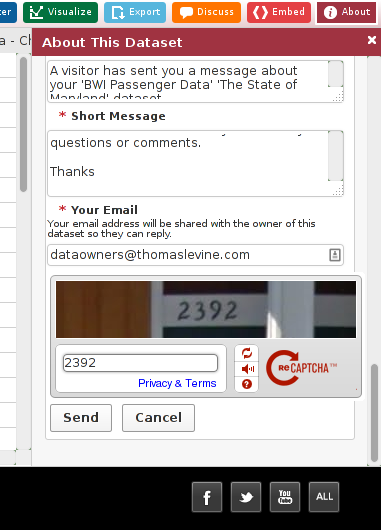 ter Visualize Export Discuss Embed About
a - Ch
About This Dataset
A visitor has sent you a message about
your 'BWI Passenger Data' 'The State of
Maryland' dataset
* Short Message
questions or comments.
Thanks
* Your Email
Your email address will be shared with the owner of this
dataset so they can reply.
dataowners@thomaslevine.com
2392
2392
Privacy & Terms
reCAPTCHA™
Send Cancel
f You Tube ALL